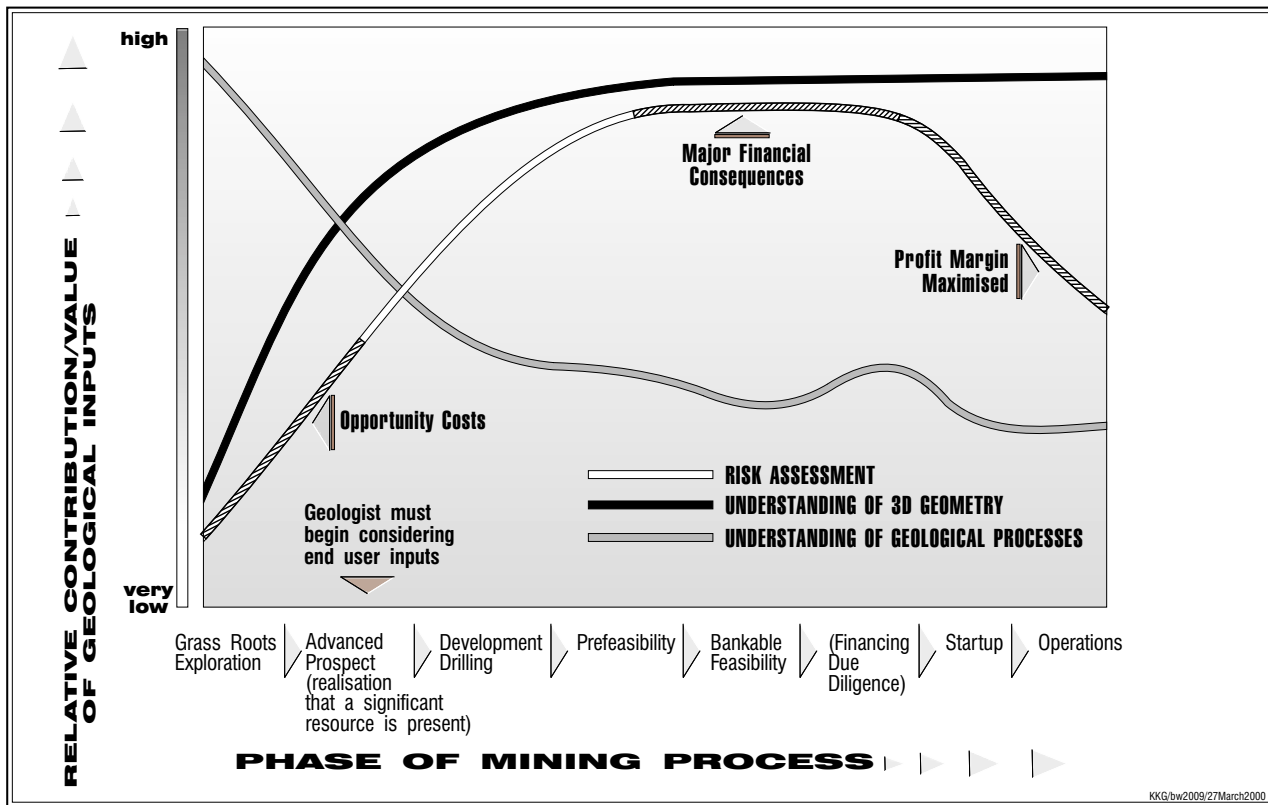 high
very
low
RELATIVE CONTRIBUTION/VALUE
OF GEOLOGICAL INPUTS
Major Financial
Consequences
Profit Margin
Maximised
Opportunity Costs
Geologist must
begin considering
end user inputs
RISK ASSESSMENT
UNDERSTANDING OF 3D GEOMETRY
UNDERSTANDING OF GEOLOGICAL PROCESSES
Grass Roots
Exploration
Advanced
Prospect
(realisation
that a significant
resource is present)
Development
Drilling
Prefeasibility
Bankable
Feasibility
(Financing
Due
Diligence)
Startup
Operations
PHASE OF MINING PROCESS
KKG/bw2009/27March2000